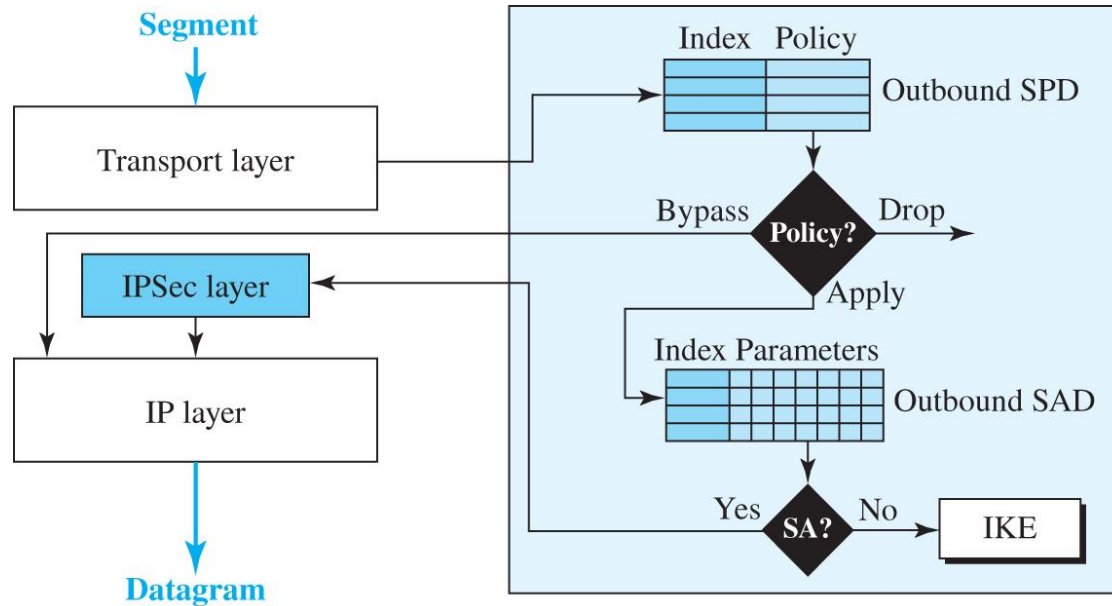 Segment
Transport layer
IPSec layer
IP layer
Datagram
Index Policy
Outbound SPD
Bypass
Policy?
Drop
Apply
Index Parameters
Outbound SAD
Yes
SA?
No
IKE